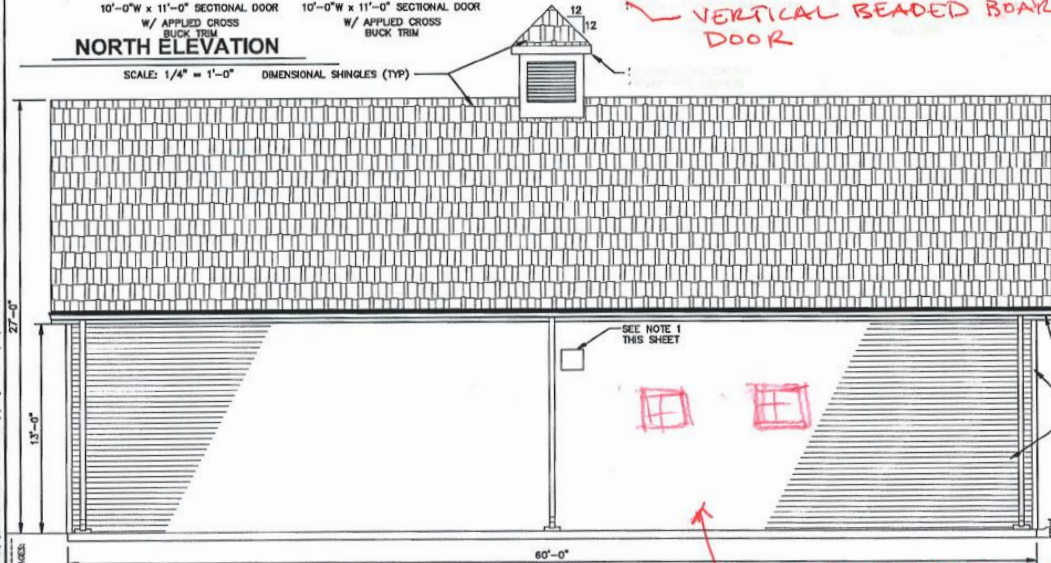 10'-0"W x 11'-0" SECTIONAL DOOR
W/ APPLIED CROSS
BUCK TRIM
10'-0"W x 11'-0" SECTIONAL DOOR
W/ APPLIED CROSS
BUCK TRIM
NORTH ELEVATION
SCALE: 1/4" = 1'-0"
DIMENSIONAL SHINGLES (TYP)
12
12
VERTICAL BEADED BOAR
DOOR
27'-0"
13'-0"
SEE NOTE 1
THIS SHEET
60'-0"